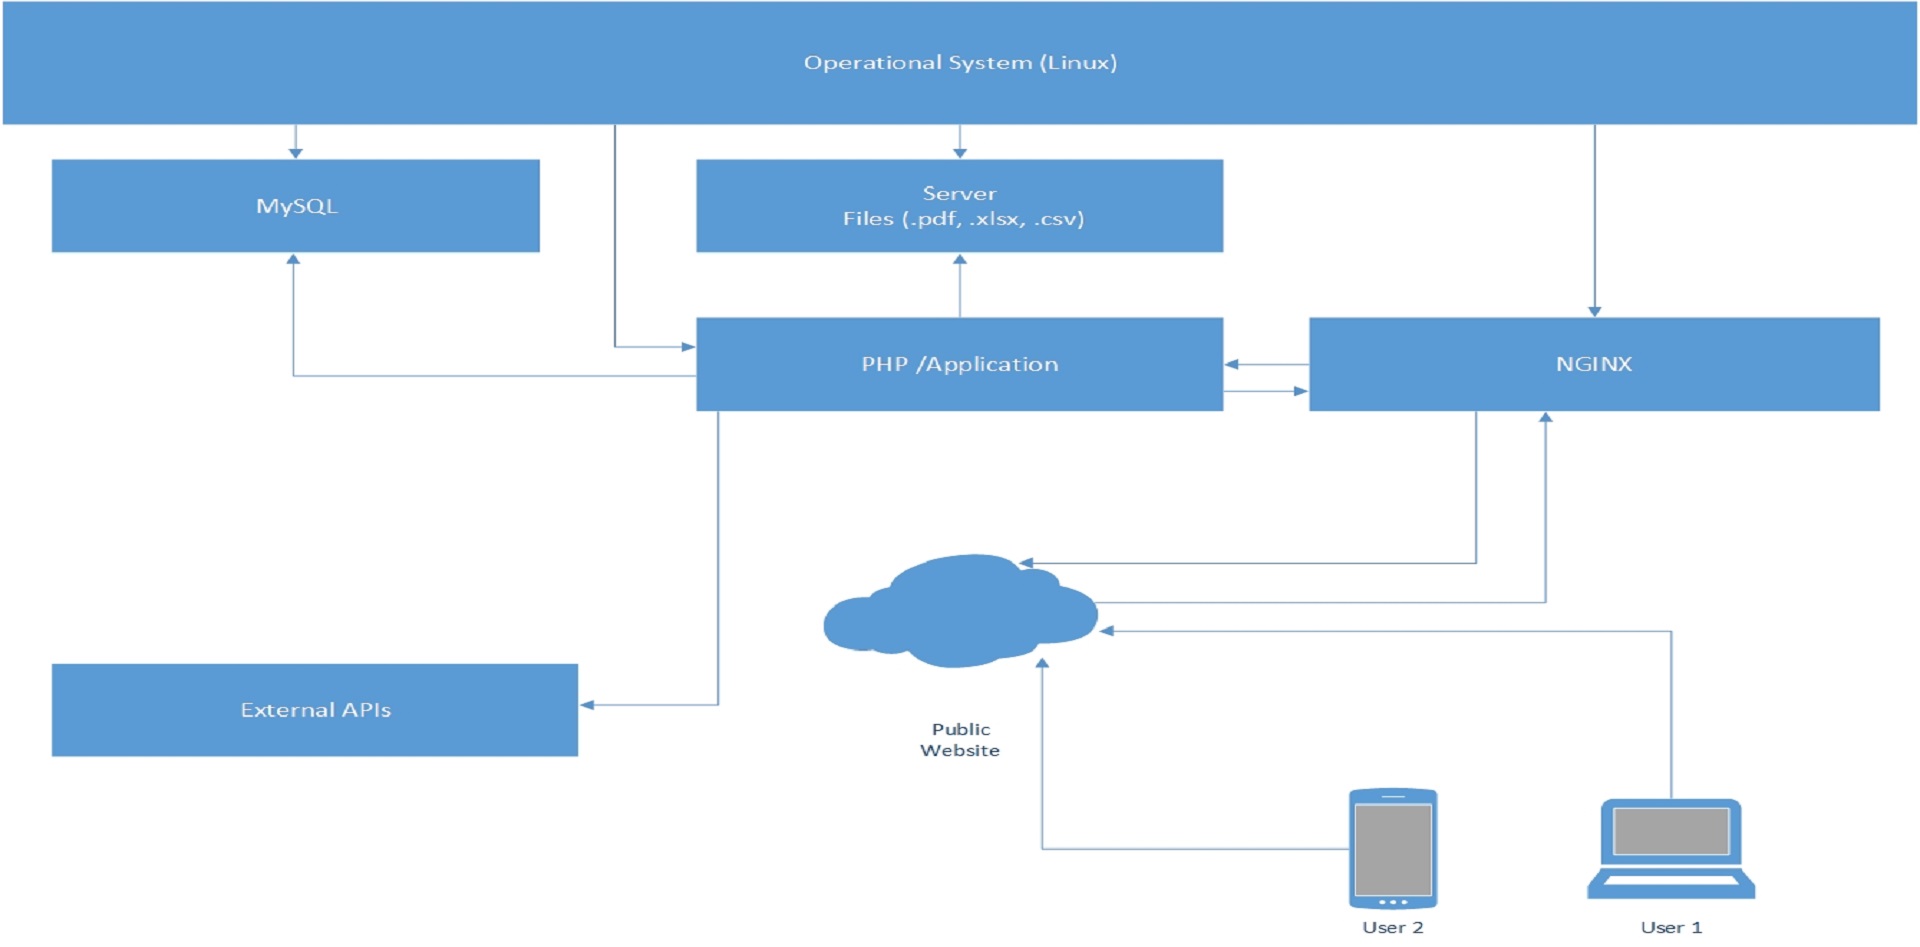 Operational System (Linux)
MySQL
Server
Files (.pdf, .xlsx, .csv)
PHP /Application
NGINX
External APIs
Public
Website
User 2
User 1